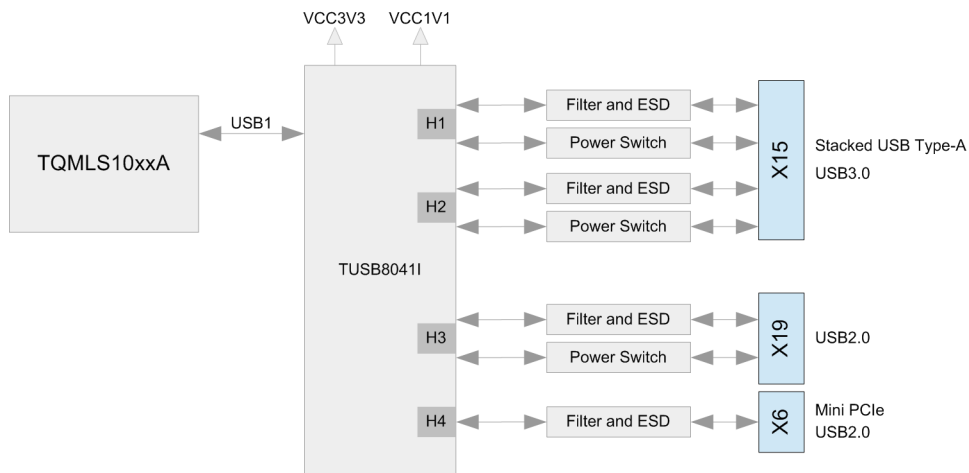 VCC3V3
VCC1V1
TQMLS10xxA
USB1
TUSB8041I
H1
Filter and ESD
Power Switch
H2
Filter and ESD
Power Switch
X15
Stacked USB Type-A
USB3.0
H3
Filter and ESD
Power Switch
X19
USB2.0
H4
Filter and ESD
X6
Mini PCIe
USB2.0